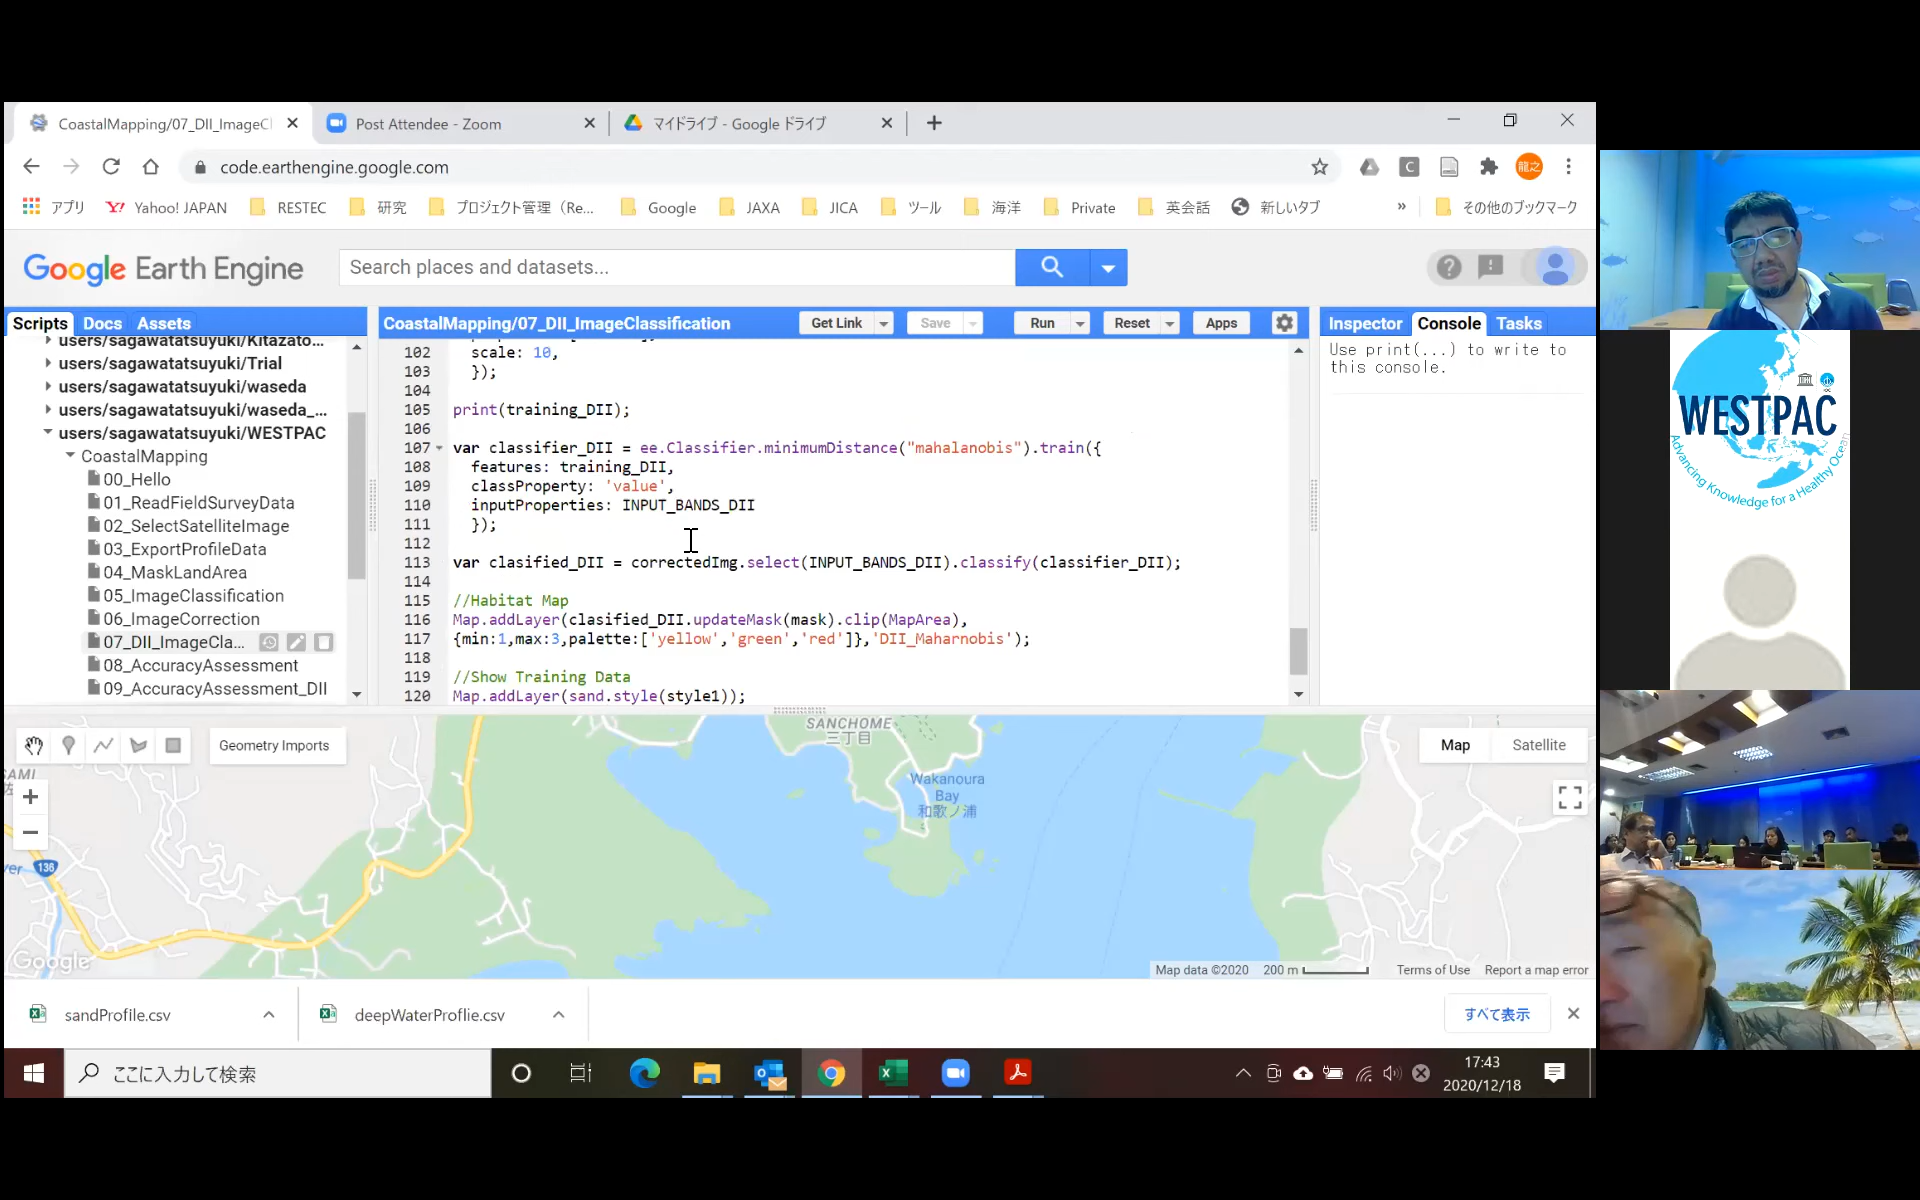 CoastalMapping/07_DII_ImageCl
Post Attendee - Zoom
マイドライブ - Google ドライブ
code.earthengine.google.com
龍之
アプリ
Y! Yahoo! JAPAN
RESTEC
研究
プロジェクト管理（Re...
Google
JAXA
JICA
ツール
海洋
Private
英会話
新しいタブ
»
その他のブックマーク
Google Earth Engine
Search places and datasets...
Scripts
Docs
Assets
CoastalMapping/07_DII_ImageClassification
Get Link
Save
Run
Reset
Apps
Inspector
Console
Tasks
users/sagawatatsuyuki/Kitazato...
users/sagawatatsuyuki/Trial
users/sagawatatsuyuki/waseda
users/sagawatatsuyuki/waseda_...
users/sagawatatsuyuki/WESTPAC
CoastalMapping
00_Hello
01_ReadFieldSurveyData
02_SelectSatelliteImage
03_ExportProfileData
04_MaskLandArea
05_ImageClassification
06_ImageCorrection
07_DII_ImageCla...
08_AccuracyAssessment
09_AccuracyAssessment_DII
102 scale: 10,
103 });
104
105 print(training_DII);
106
107 var classifier_DII = ee.Classifier.minimumDistance("mahalanobis").train({
108 features: training_DII,
109 classProperty: 'value',
110 inputProperties: INPUT_BANDS_DII
111 });
112
113 var clasified_DII = correctedImg.select(INPUT_BANDS_DII).classify(classifier_DII);
114
115 //Habitat Map
116 Map.addLayer(clasified_DII.updateMask(mask).clip(MapArea),
117 {min:1,max:3,palette:['yellow','green','red']},'DII_Maharnobis');
118
119 //Show Training Data
120 Map.addLayer(sand.style(style1));
Use print(...) to write to
this console.
Geometry Imports
Map
Satellite
SANCHOME
三丁目
Wakanoura
Bay
和歌ノ浦
136
Google
Map data ©2020
200 m
Terms of Use
Report a map error
sandProfile.csv
deepWaterProflie.csv
すべて表示
ここに入力して検索
17:43
2020/12/18
WESTPAC
Advancing Knowledge for a Healthy Ocean